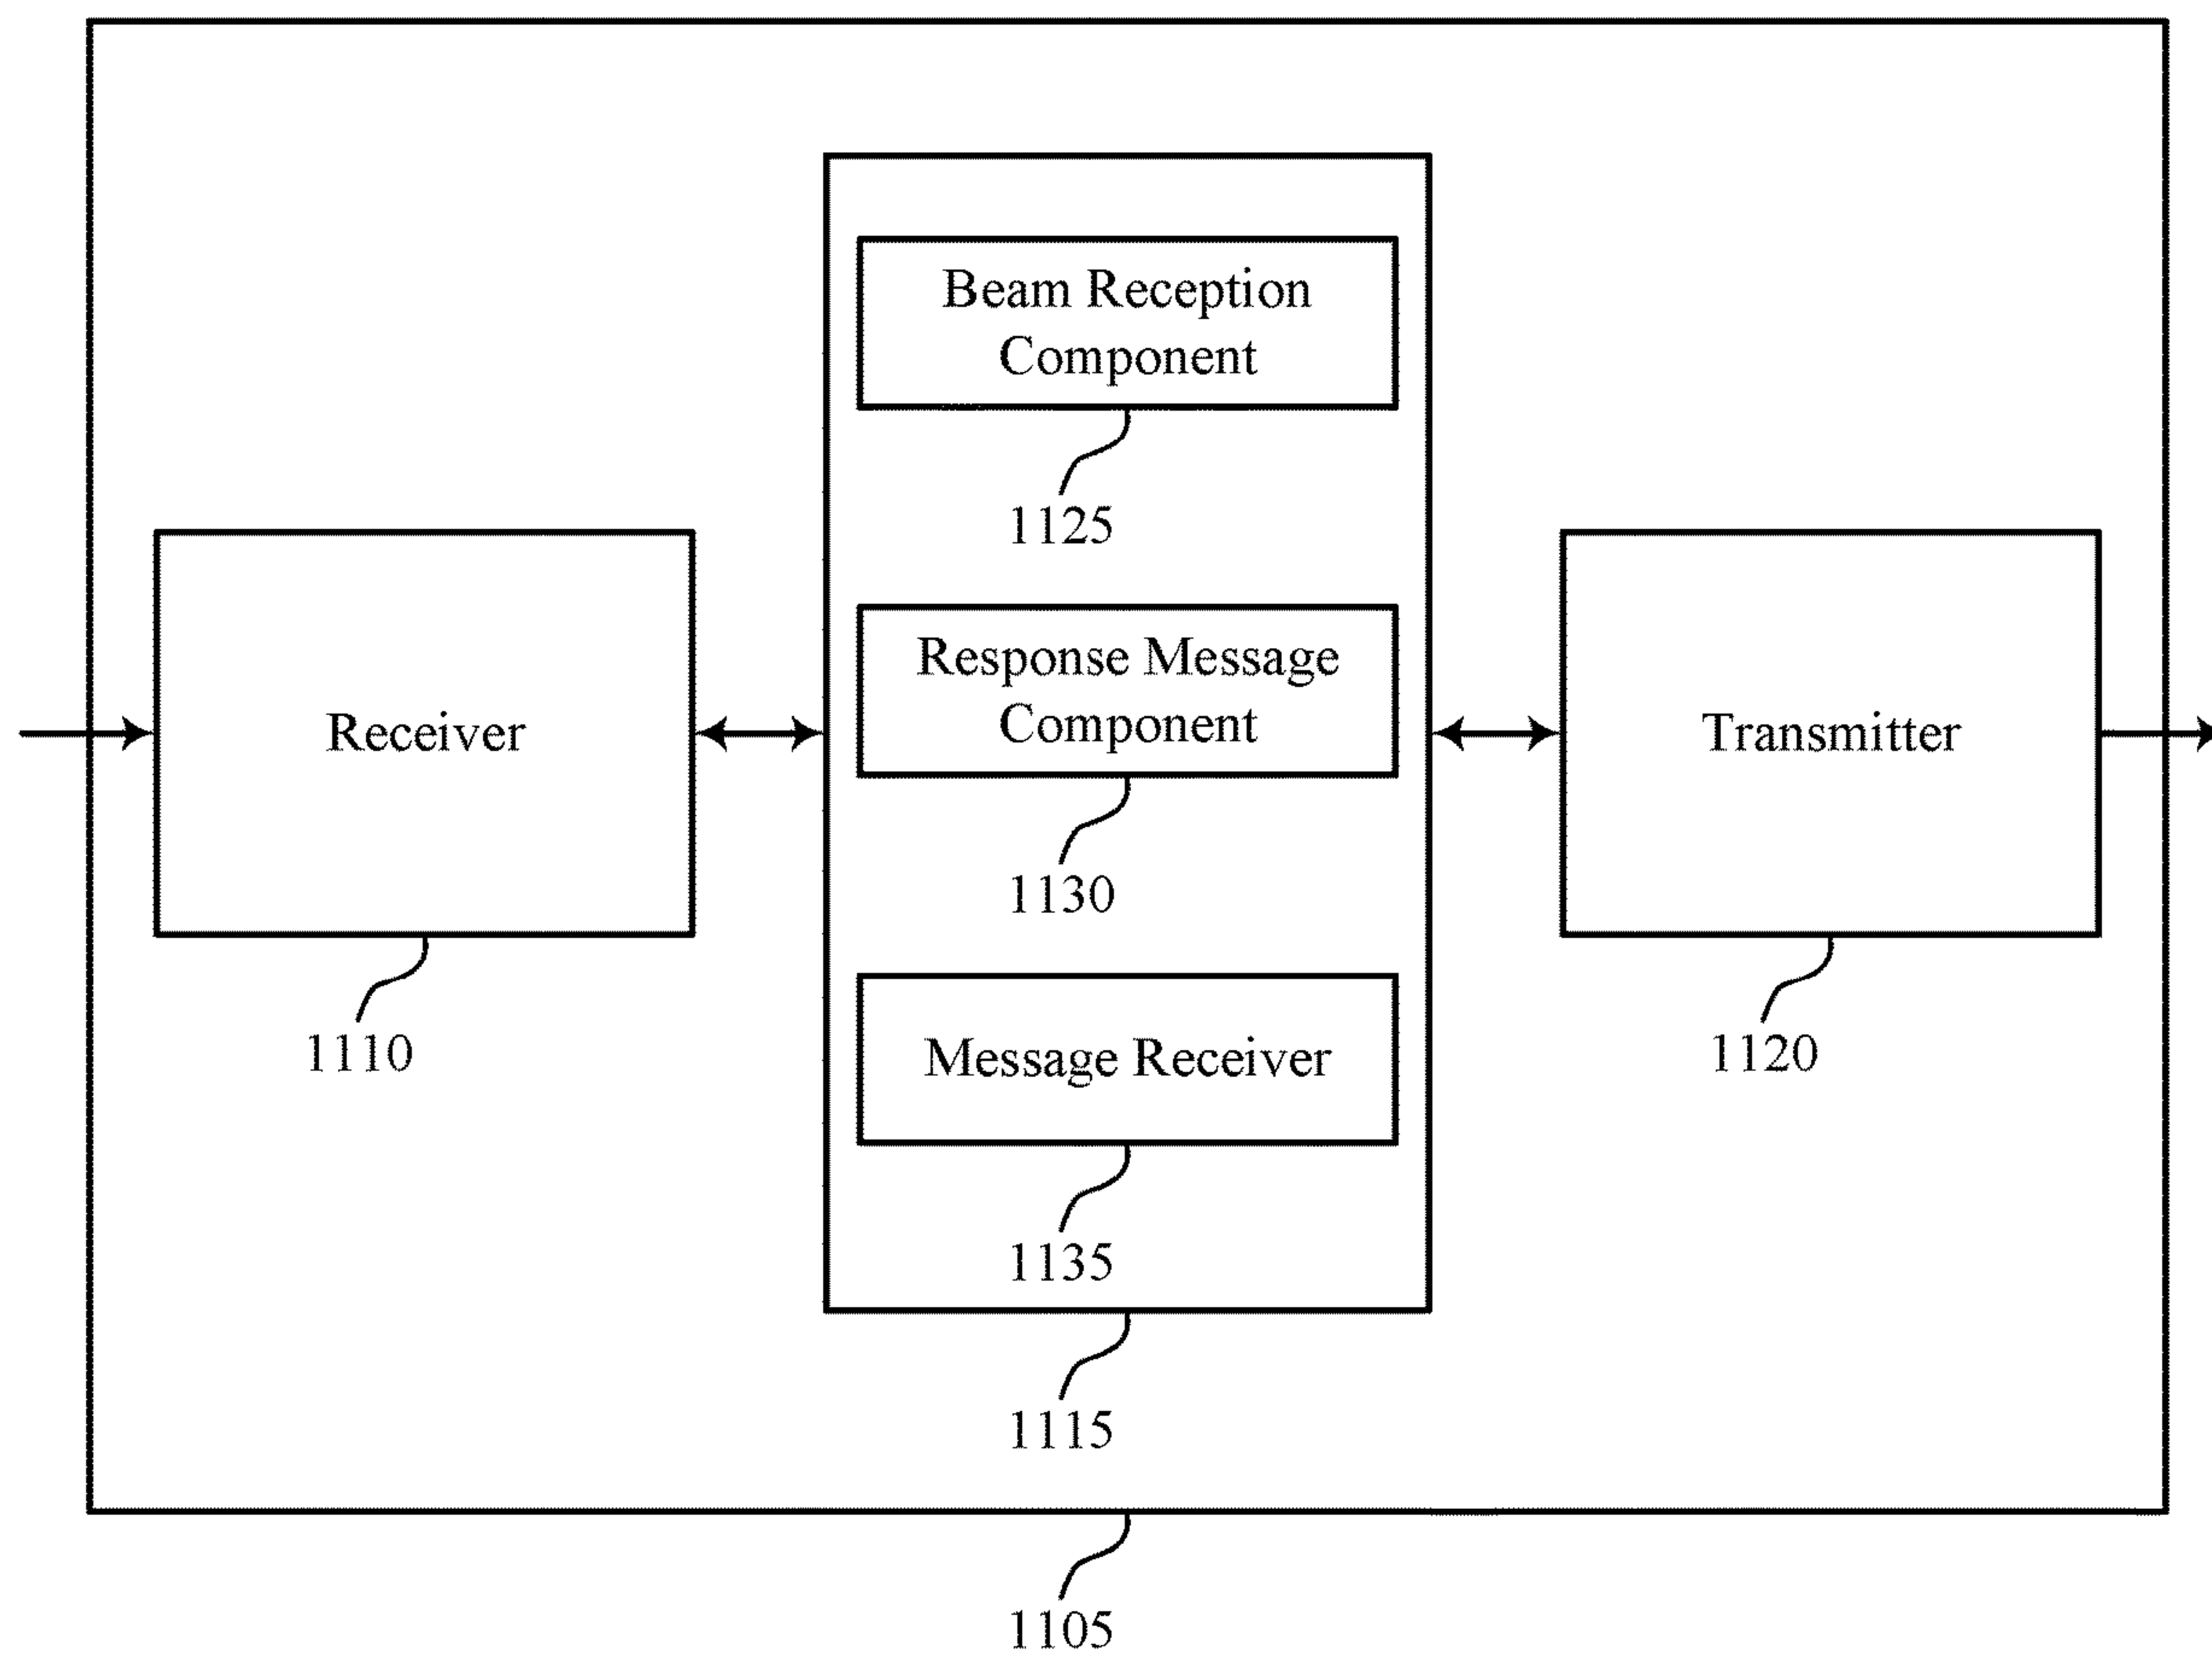 Beam Reception
Component
1125
Receiver
1110
Response Message
Component
1130
Transmitter
1120
Message Receiver
1135
1115
1105